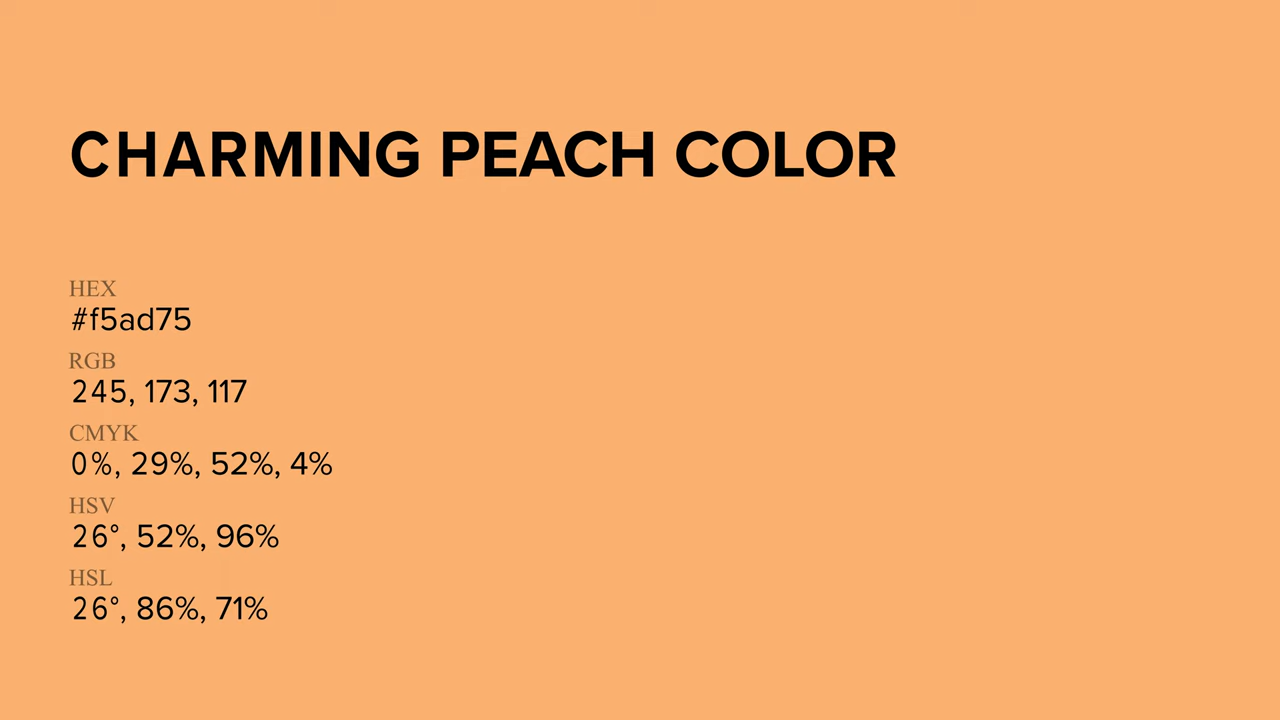 CHARMING PEACH COLOR
HEX
#f5ad75
RGB
245, 173, 117
CMYK
0%, 29%, 52%, 4%
HSV
26°, 52%, 96%
HSL
26°, 86%, 71%